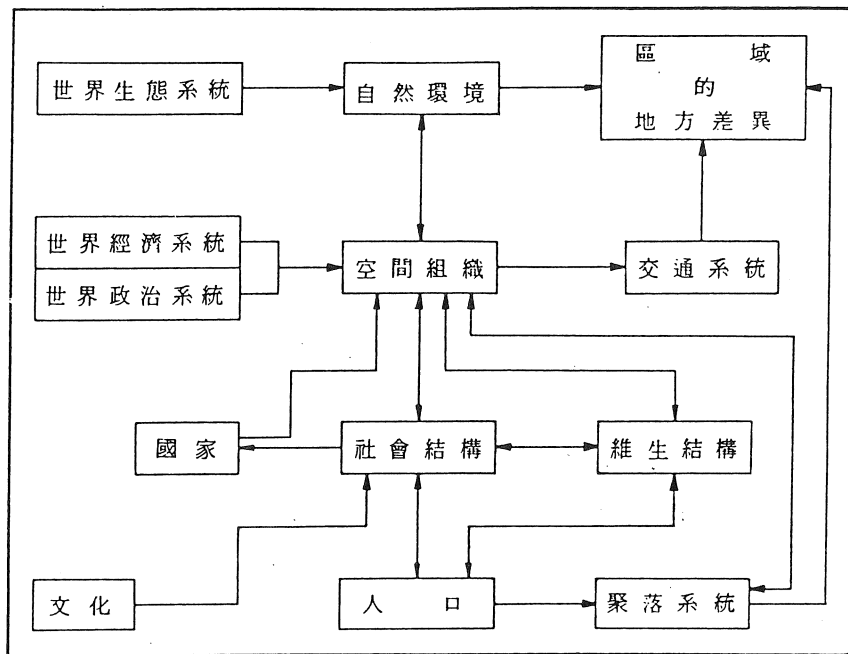 世界生態系統
自然環境
區域
的
地方差異
世界經濟系統
世界政治系統
空間組織
交通系統
國家
社會結構
維生結構
文化
人口
聚落系統